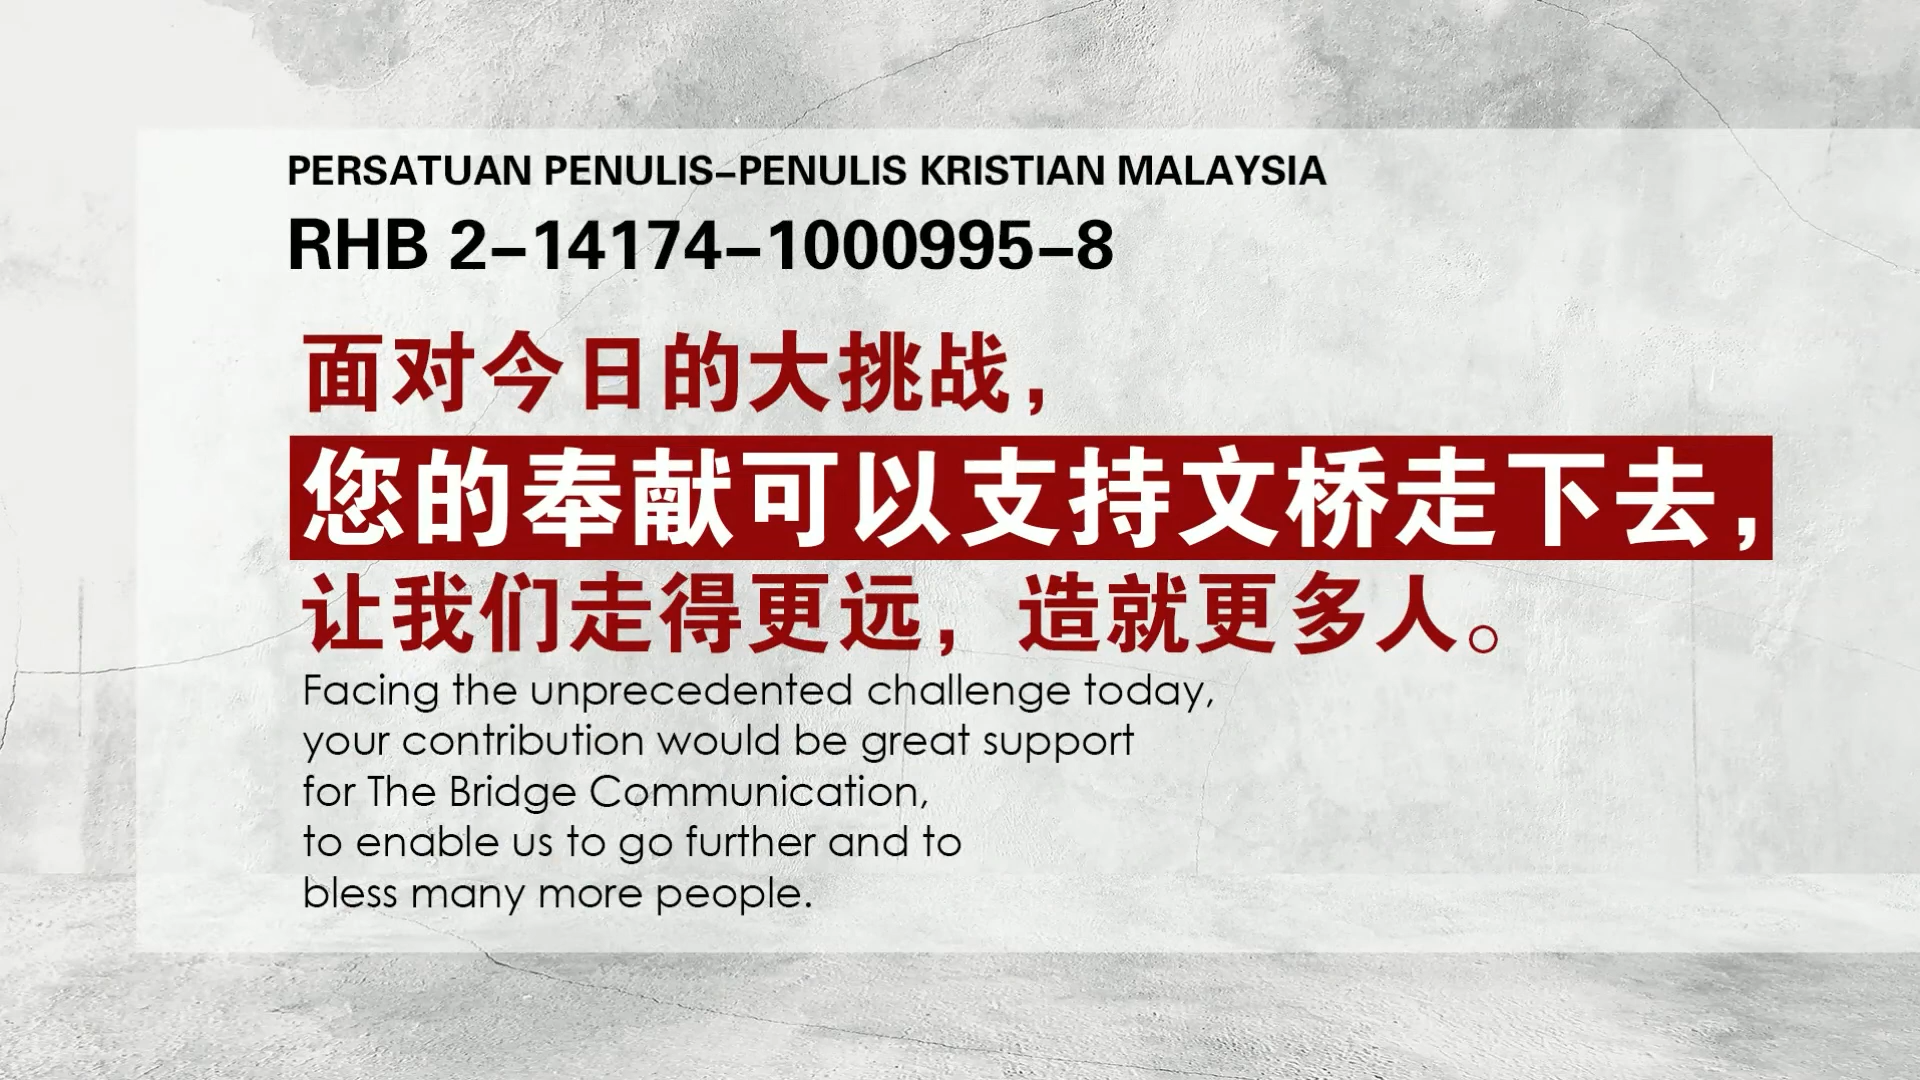 PERSATUAN PENULIS-PENULIS KRISTIAN MALAYSIA
RHB 2-14174-1000995-8
面对今日的大挑战，
您的奉献可以支持文桥走下去，
让我们走得更远，造就更多人。
Facing the unprecedented challenge today,
your contribution would be great support
for The Bridge Communication,
to enable us to go further and to
bless many more people.